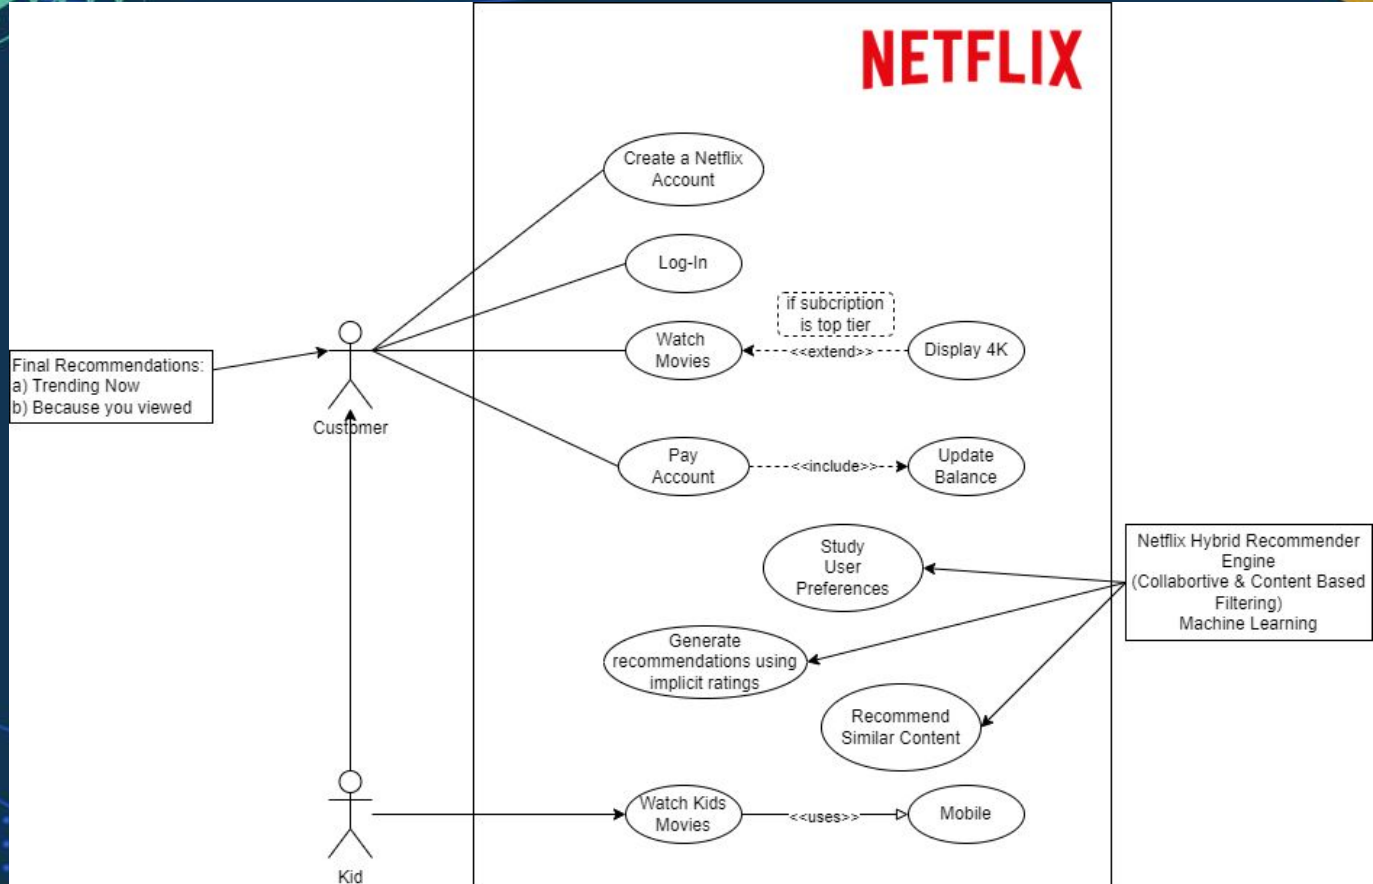 NETFLIX
Create a Netflix
Account
Log-In
if subcription
is top tier
Watch
Movies
<<extend>>
Display 4K
Final Recommendations:
a) Trending Now
b) Because you viewed
Customer
Pay
Account
<<include>>
Update
Balance
Study
User
Preferences
Netflix Hybrid Recommender
Engine
(Collabortive & Content Based
Filtering)
Machine Learning
Generate
recommendations using
implicit ratings
Recommend
Similar Content
Watch Kids
Movies
<<uses>>
Mobile
Kid